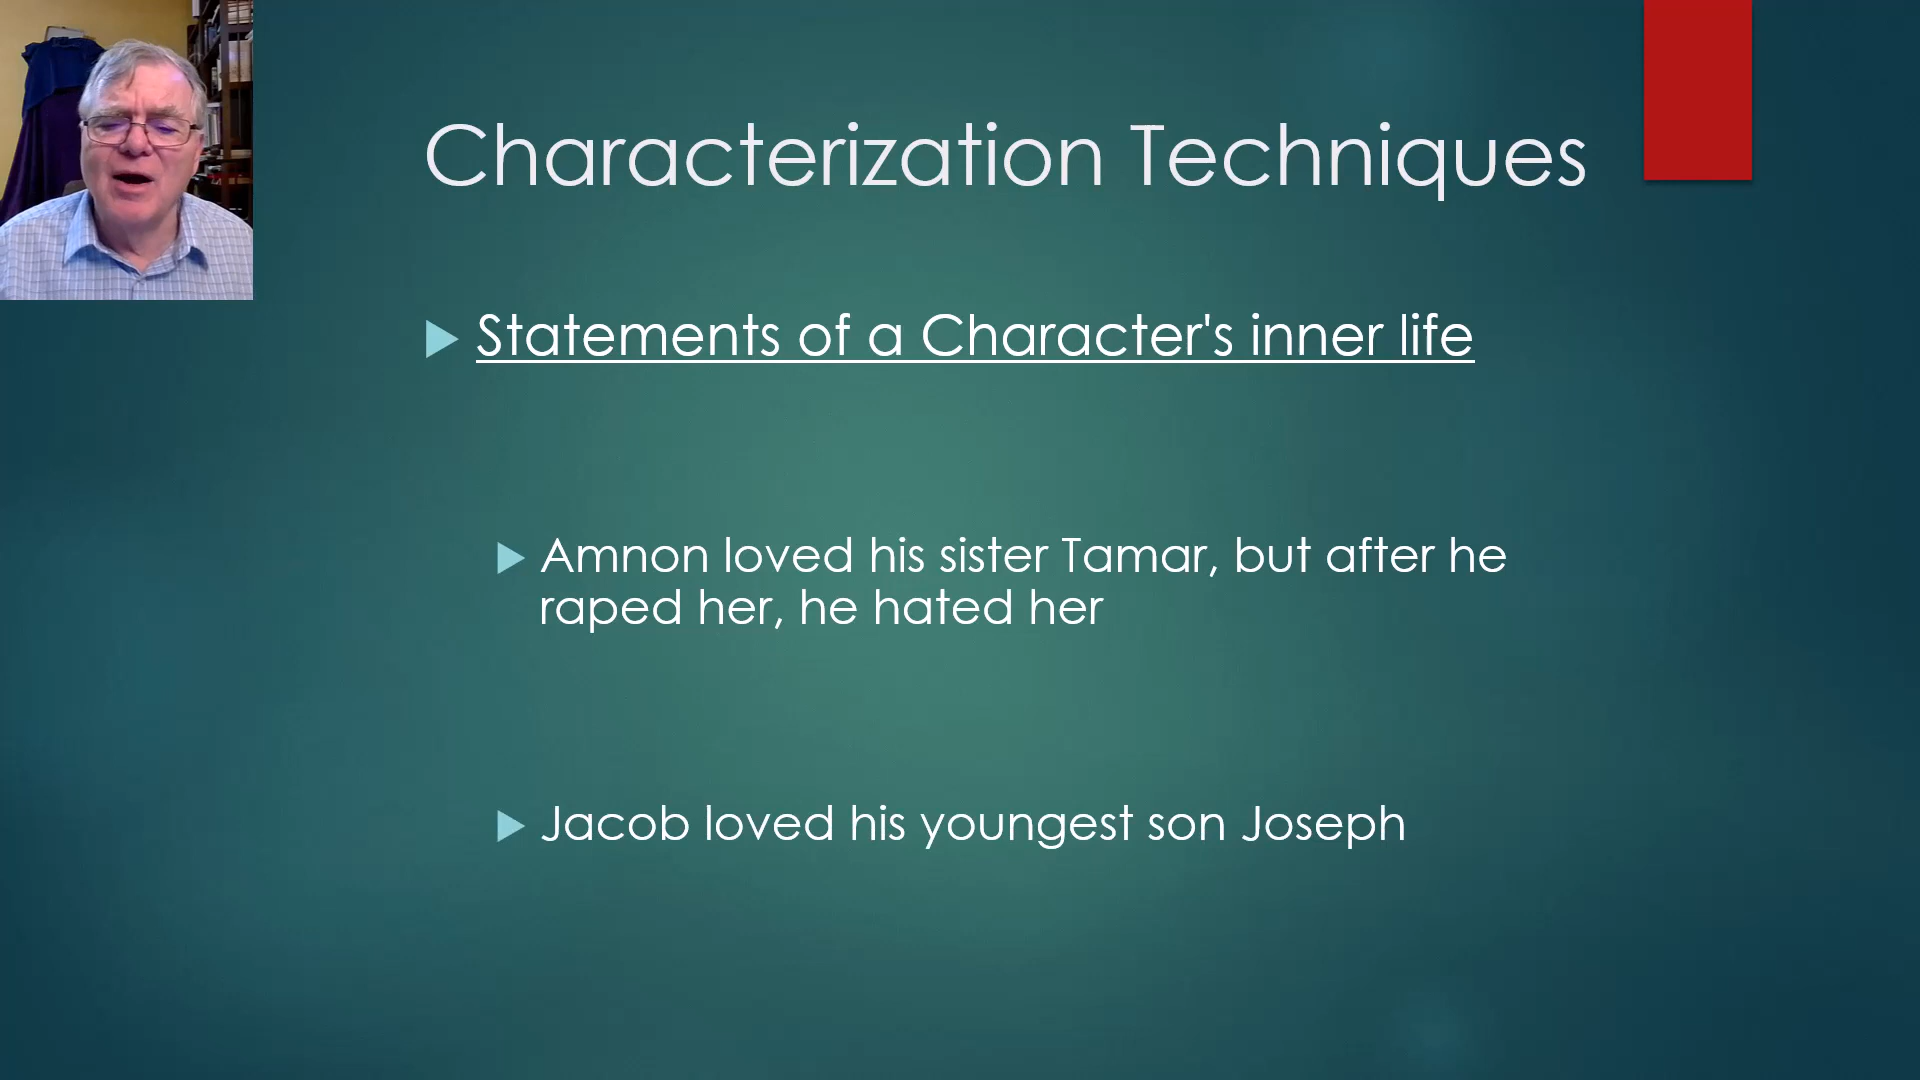 Characterization Techniques
Statements of a Character's inner life
Amnon loved his sister Tamar, but after he
raped her, he hated her
Jacob loved his youngest son Joseph